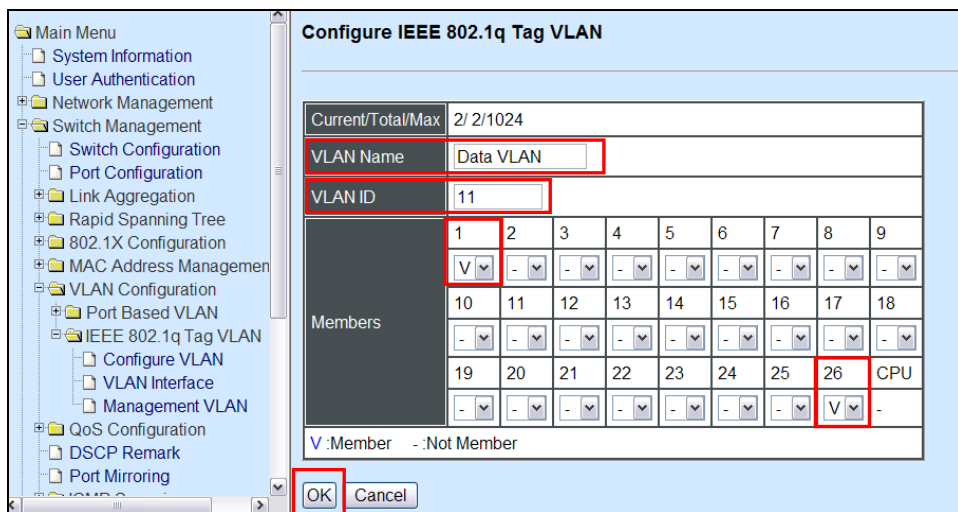 Main Menu
System Information
User Authentication
Network Management
Switch Management
Switch Configuration
Port Configuration
Link Aggregation
Rapid Spanning Tree
802.1X Configuration
MAC Address Managemen
VLAN Configuration
Port Based VLAN
IEEE 802.1q Tag VLAN
Configure VLAN
VLAN Interface
Management VLAN
QoS Configuration
DSCP Remark
Port Mirroring
Configure IEEE 802.1q Tag VLAN
Current/Total/Max 2/ 2/1024
VLAN Name Data VLAN
VLAN ID 11
Members
1 2 3 4 5 6 7 8 9
V - - - - - - - -
10 11 12 13 14 15 16 17 18
- - - - - - - - -
19 20 21 22 23 24 25 26 CPU
- - - - - - - V -
V :Member - :Not Member
OK Cancel